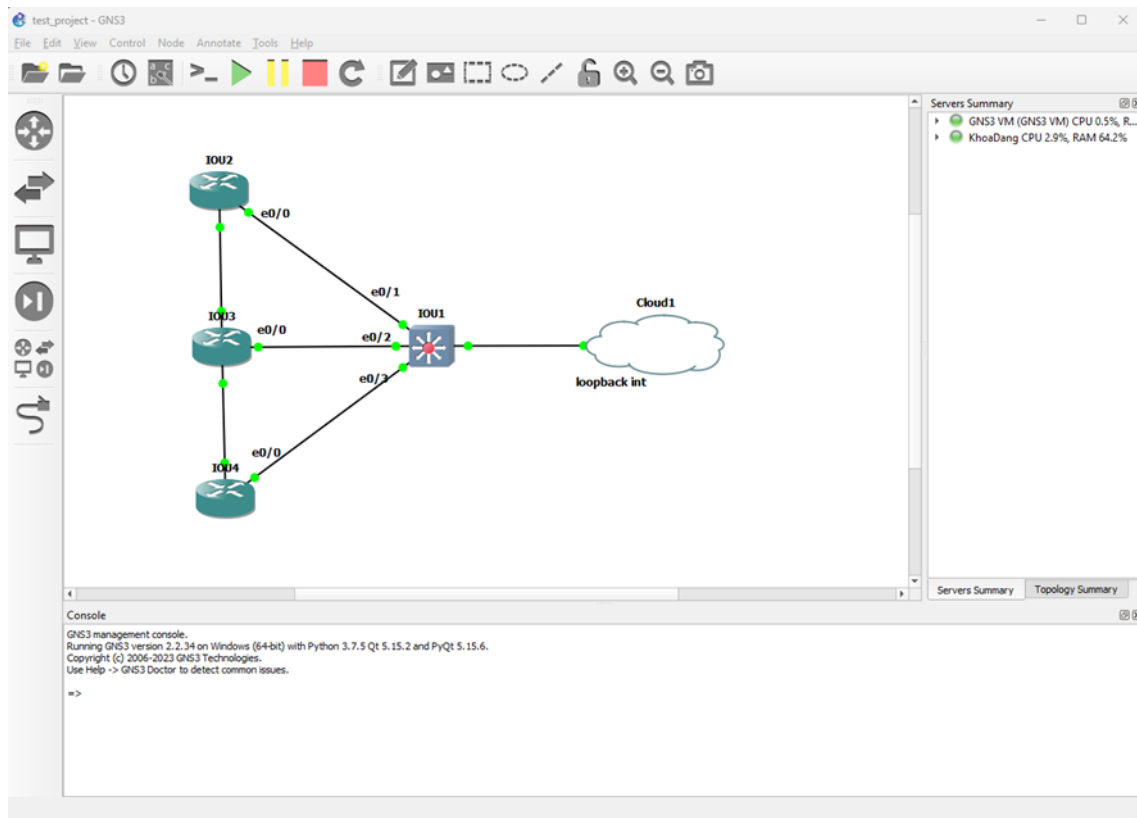 test_project - GNS3
File Edit View Control Node Annotate Tools Help
Servers Summary
GNS3 VM (GNS3 VM) CPU 0.5%, R...
KhoaDang CPU 2.9%, RAM 64.2%
IOU2
e0/0
e0/1
IOU1
Cloud1
IOU3
e0/0
e0/2
e0/3
loopback int
e0/0
IOU4
Servers Summary
Topology Summary
Console
GNS3 management console.
Running GNS3 version 2.2.34 on Windows (64-bit) with Python 3.7.5 Qt 5.15.2 and PyQt 5.15.6.
Copyright (c) 2006-2023 GNS3 Technologies.
Use Help -> GNS3 Doctor to detect common issues.
=>